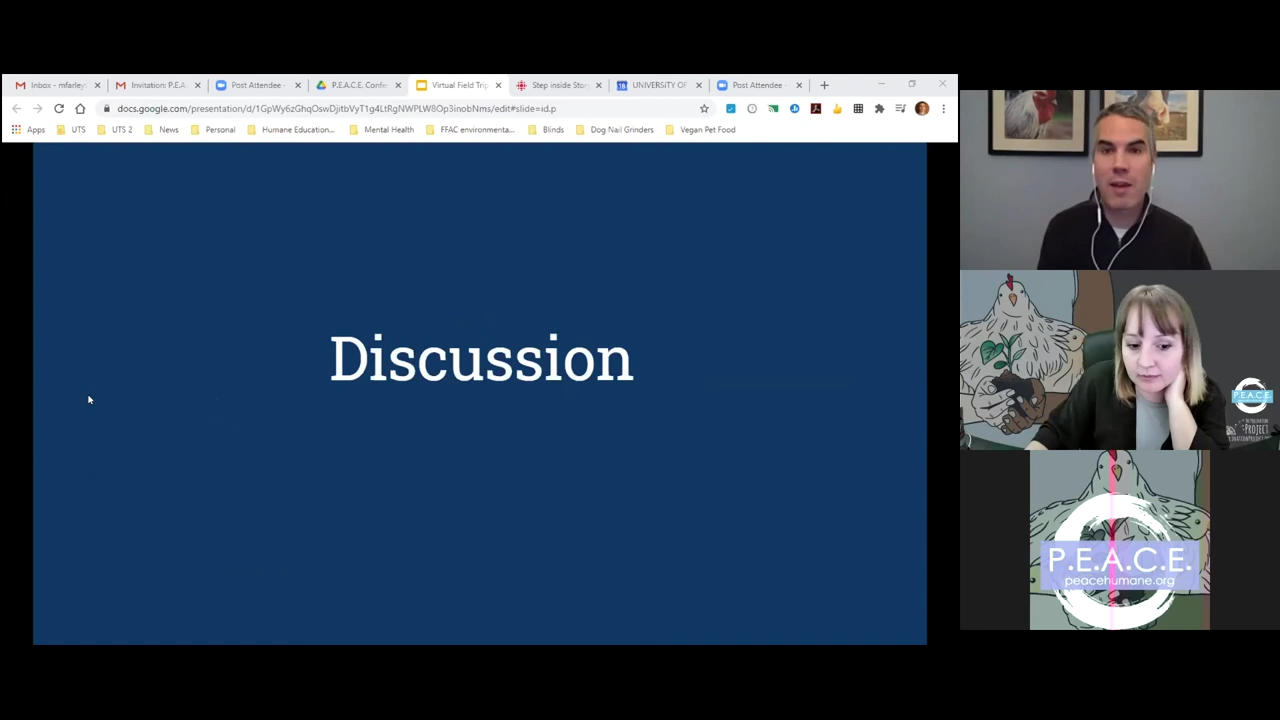 Inbox - mfarley
Invitation: P.E.A
Post Attendee -
P.E.A.C.E. Confe
Virtual Field Trip
Step inside Stor
UNIVERSITY OF
Post Attendee -
docs.google.com/presentation/d/1GpWy6zGhqOswDjitbVyT1g4LtRgNWPLW8Op3inobNms/edit#slide=id.p
Apps
UTS
UTS 2
News
Personal
Humane Education...
Mental Health
FFAC environmenta...
Blinds
Dog Nail Grinders
Vegan Pet Food
Discussion
P.E.A.C.E.
PROJECT
P.E.A.C.E.
peacehumane.org